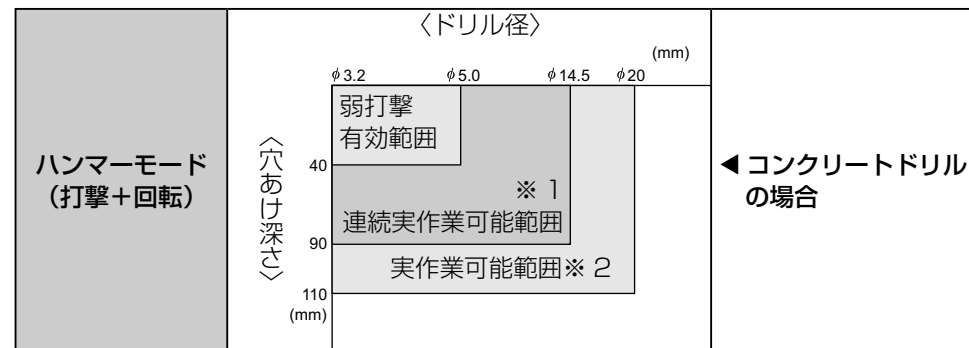 ハンマーモード
（打撃＋回転）
〈ドリル径〉
(mm)
φ3.2
φ5.0
φ14.5
φ20
〈穴あけ深さ〉
弱打撃
有効範囲
40
※１
連続実作業可能範囲
90
実作業可能範囲※２
110
(mm)
◀コンクリートドリル
の場合